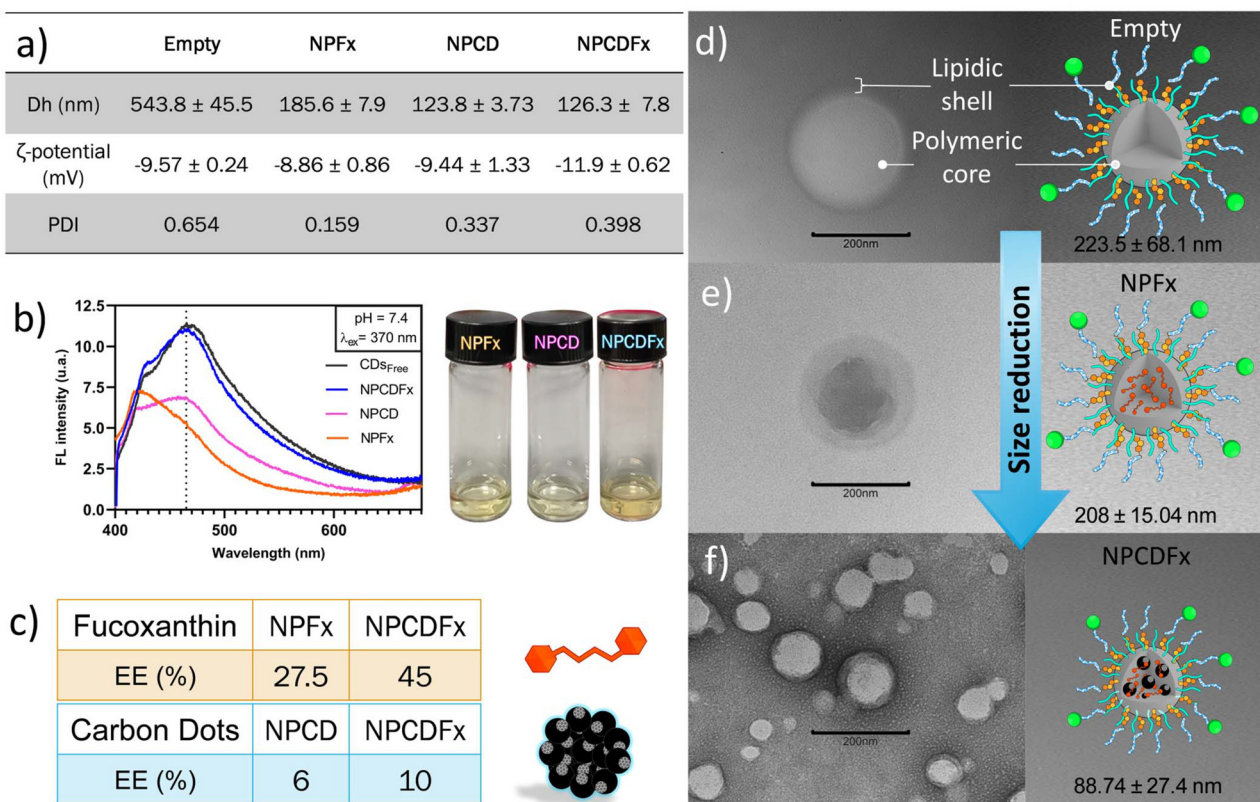 a)
Empty NPFx NPCD NPCDFx
Dh (nm) 543.8 ± 45.5 185.6 ± 7.9 123.8 ± 3.73 126.3 ± 7.8
ζ-potential
(mV) -9.57 ± 0.24 -8.86 ± 0.86 -9.44 ± 1.33 -11.9 ± 0.62
PDI 0.654 0.159 0.337 0.398
b)
FL intensity (u.a.)
12.5
10.0
7.5
5.0
2.5
0.0
400 500 600
Wavelength (nm)
pH = 7.4
λex= 370 nm
CDsFree
NPCDFx
NPCD
NPFx
NPFx NPCD NPCDFx
c)
Fucoxanthin NPFx NPCDFx
EE (%) 27.5 45
Carbon Dots NPCD NPCDFx
EE (%) 6 10
d)
Empty
Lipidic
shell
Polymeric
core
200nm
223.5 ± 68.1 nm
Size reduction
e)
NPFx
200nm
208 ± 15.04 nm
f)
NPCDFx
200nm
88.74 ± 27.4 nm